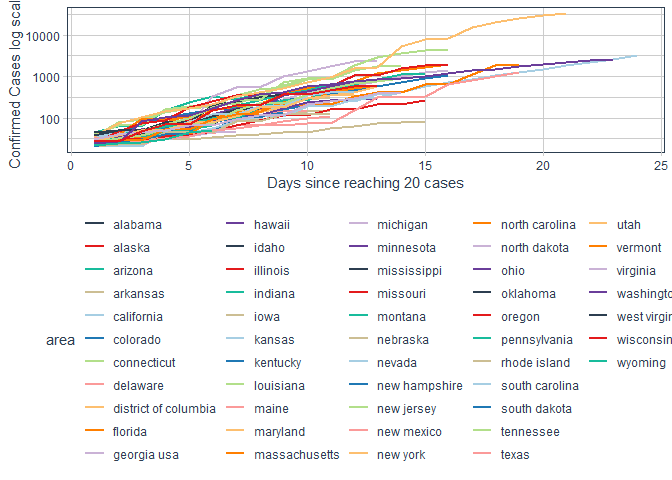 Confirmed Cases log scal
10000
1000
100
0 5 10 15 20 25
Days since reaching 20 cases
area
alabama hawaii michigan north carolina utah
alaska idaho minnesota north dakota vermont
arizona illinois mississippi ohio virginia
arkansas indiana missouri oklahoma washingto
california iowa montana oregon west virgin
colorado kansas nebraska pennsylvania wisconsin
connecticut kentucky nevada rhode island wyoming
delaware louisiana new hampshire south carolina
district of columbia maine new jersey south dakota
florida maryland new mexico tennessee
georgia usa massachusetts new york texas